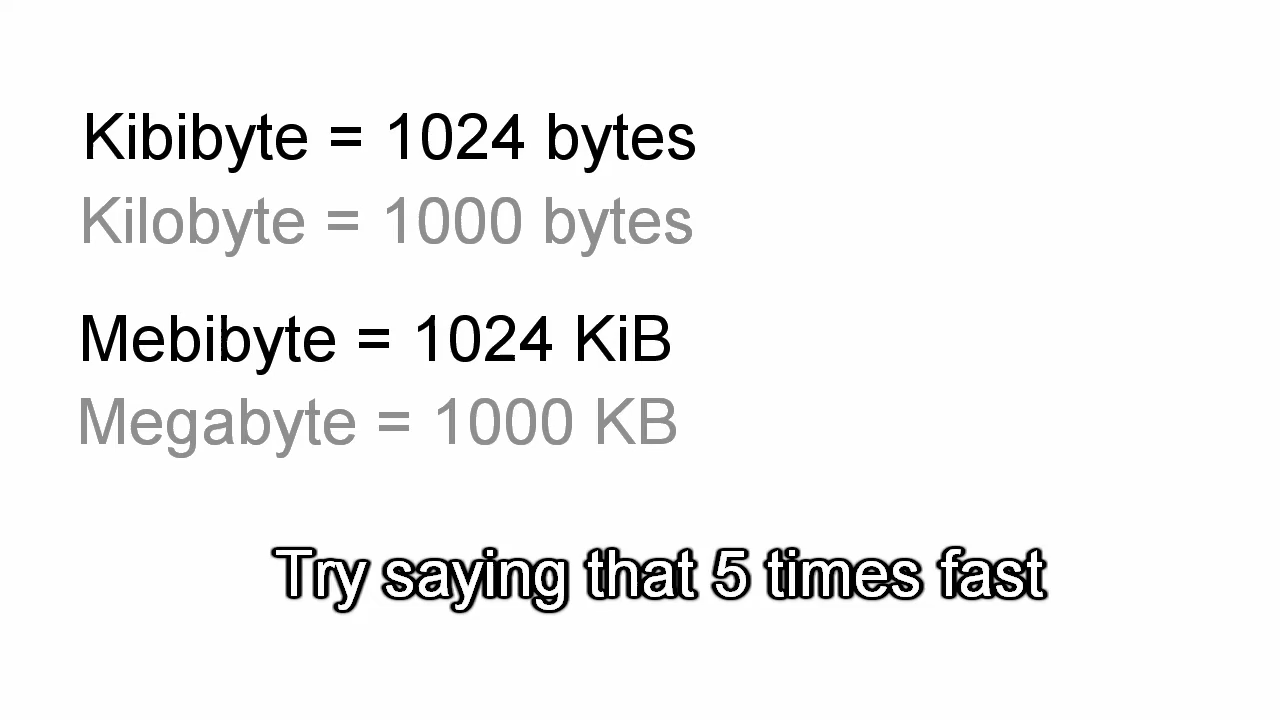 Kibibyte = 1024 bytes
Kilobyte = 1000 bytes
Mebibyte = 1024 KiB
Megabyte = 1000 KB
Try saying that 5 times fast